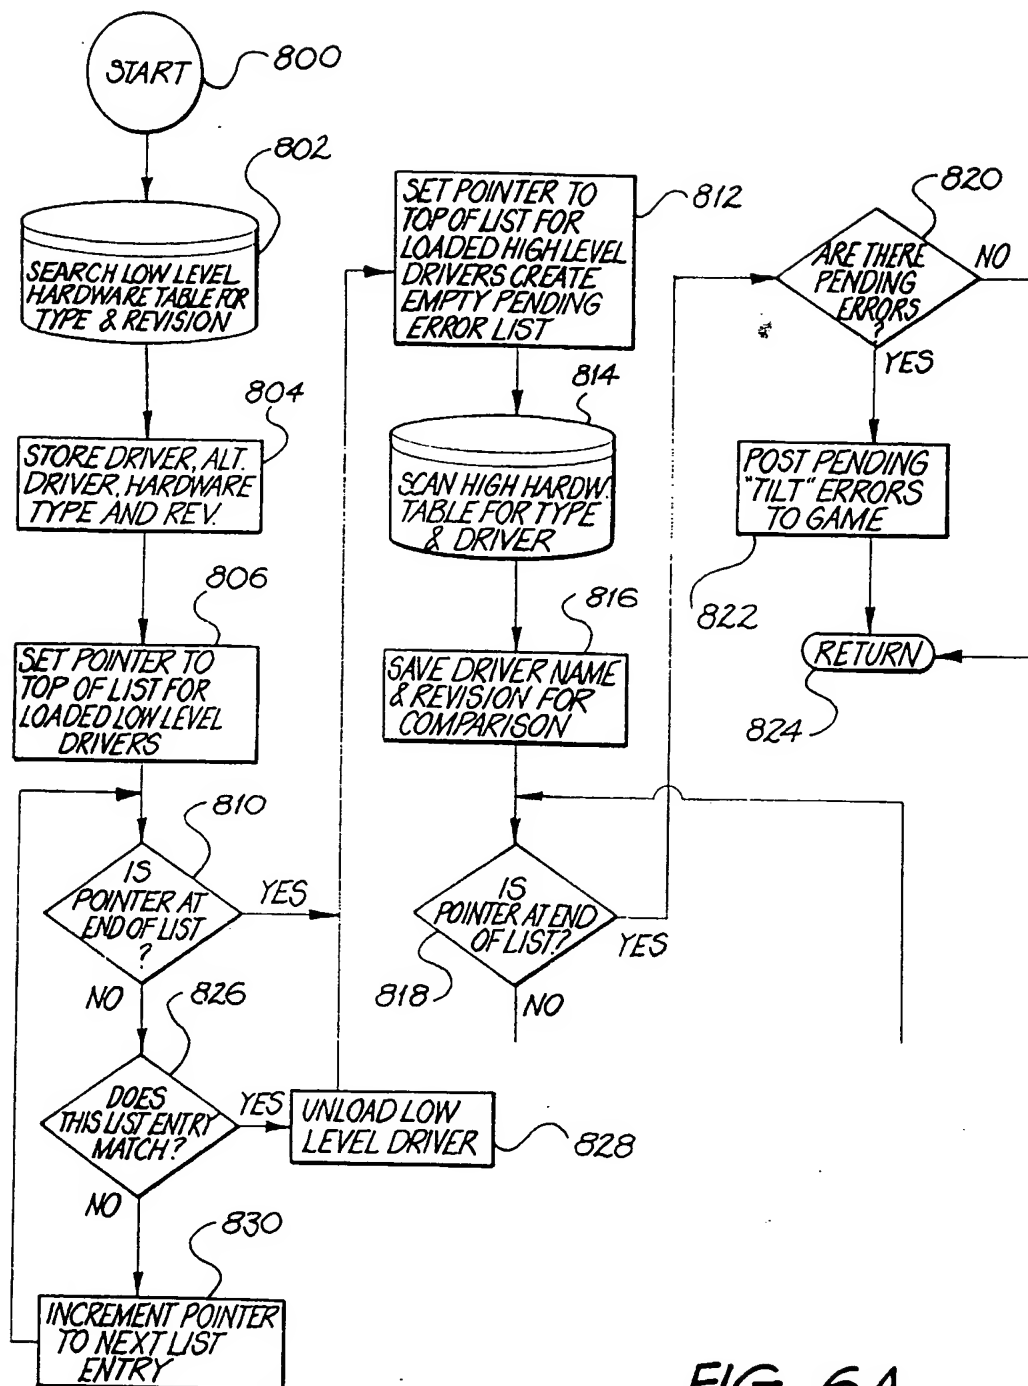 START
800
802
SEARCH LOW LEVEL
HARDWARE TABLE FOR
TYPE & REVISION
804
STORE DRIVER, ALT.
DRIVER, HARDWARE
TYPE AND REV.
806
SET POINTER TO
TOP OF LIST FOR
LOADED LOW LEVEL
DRIVERS
810
IS
POINTER AT
END OF LIST
?
YES
NO
826
DOES
THIS LIST ENTRY
MATCH?
YES
UNLOAD LOW
LEVEL DRIVER
828
NO
830
INCREMENT POINTER
TO NEXT LIST
ENTRY
SET POINTER TO
TOP OF LIST FOR
LOADED HIGH LEVEL
DRIVERS CREATE
EMPTY PENDING
ERROR LIST
812
814
SCAN HIGH HARDW.
TABLE FOR TYPE
& DRIVER
816
SAVE DRIVER NAME
& REVISION FOR
COMPARISON
IS
POINTER AT END
OF LIST?
YES
818
NO
820
ARE THERE
PENDING
ERRORS
?
NO
YES
POST PENDING
"TILT" ERRORS
TO GAME
822
RETURN
824
FIG. 6A